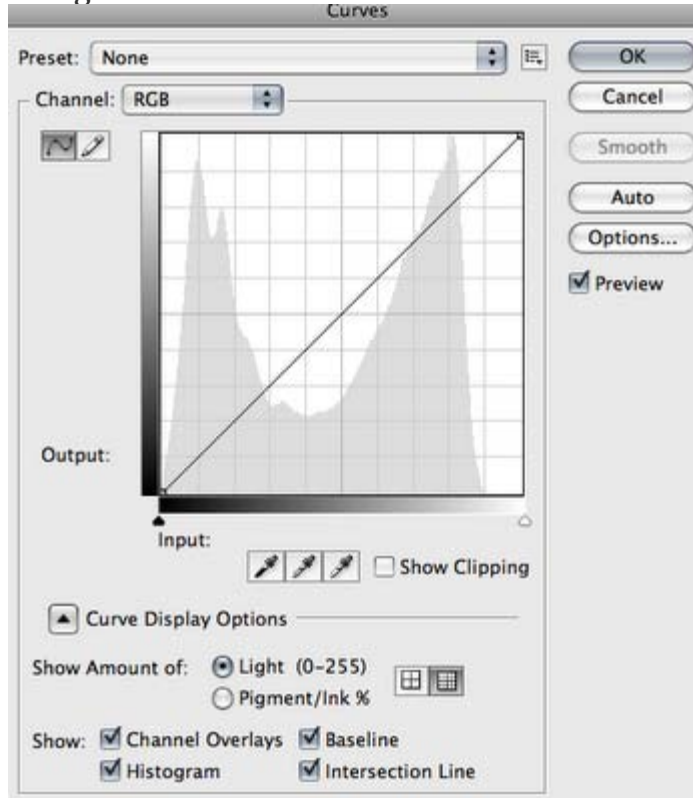 Curves
Preset: None
OK
Channel: RGB
Cancel
Smooth
Auto
Options...
Preview
Output:
Input:
Show Clipping
Curve Display Options
Show Amount of: Light (0-255)
Pigment/Ink %
Show: Channel Overlays Baseline
Histogram Intersection Line